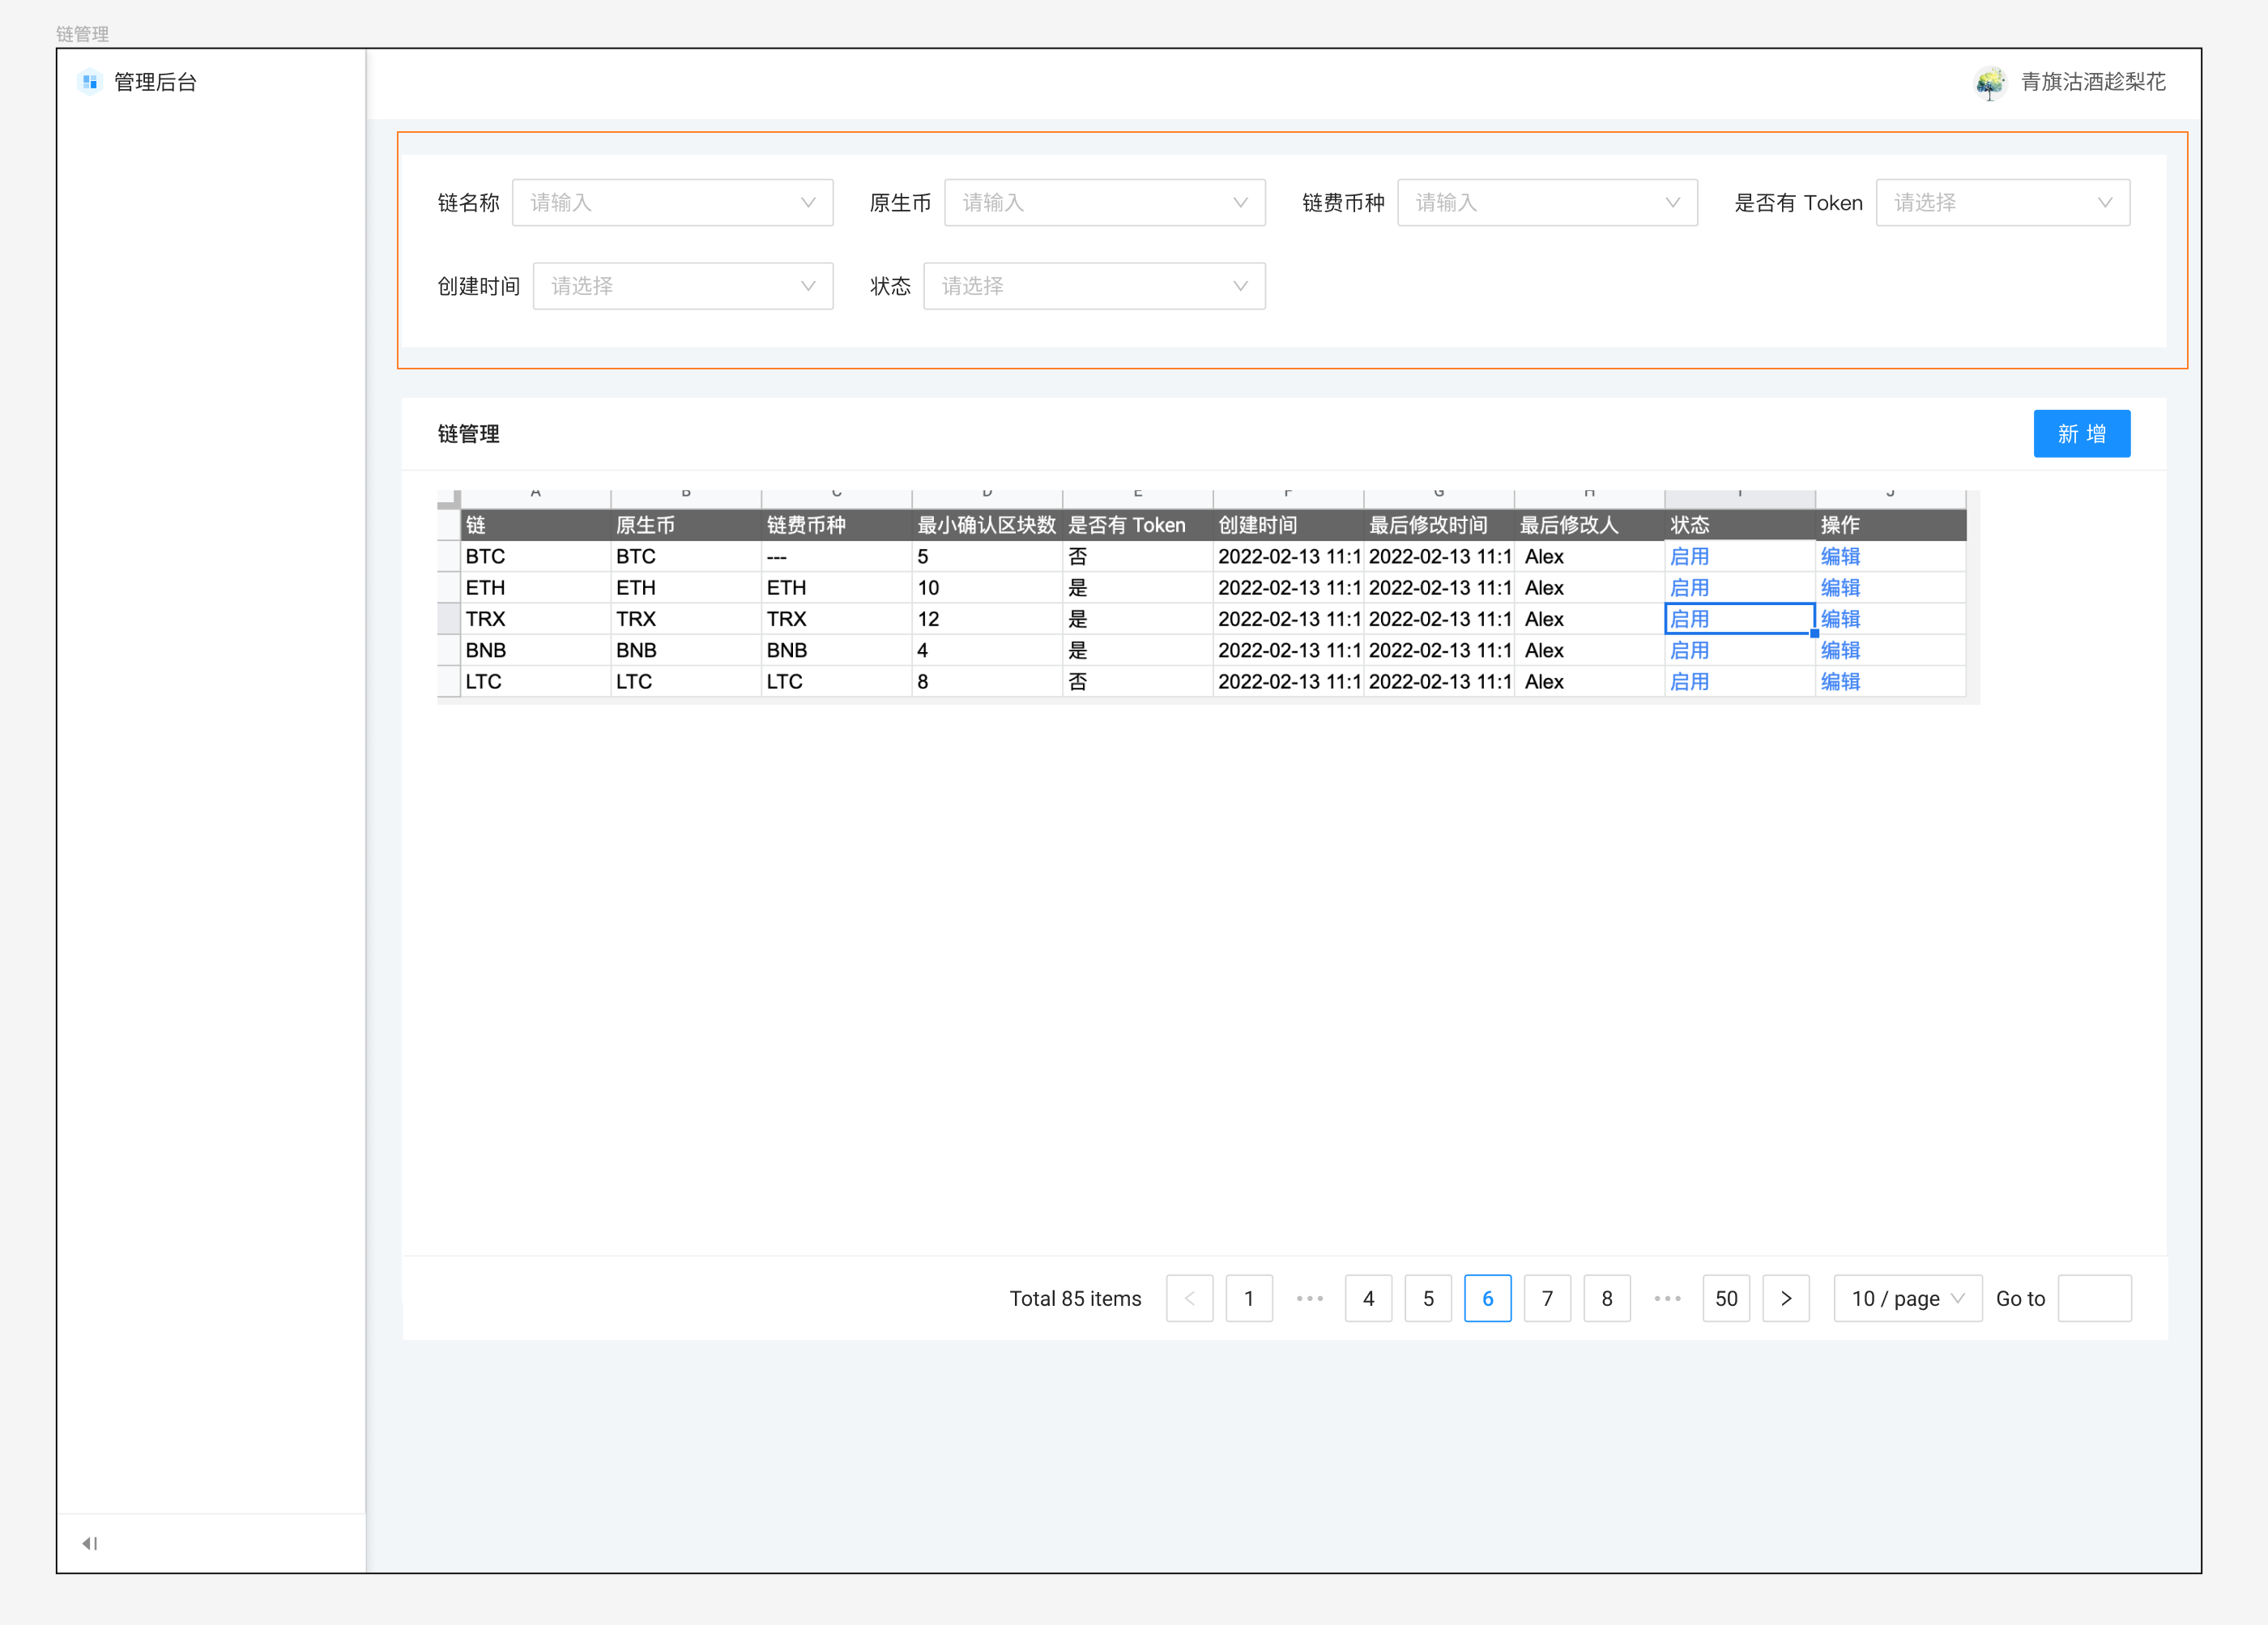 链管理
管理后台
青旗沽酒趁梨花
链名称 请输入 原生币 请输入 链费币种 请输入 是否有 Token 请选择
创建时间 请选择 状态 请选择
链管理 新 增
A B C D E F G H I J
链 原生币 链费币种 最小确认区块数 是否有 Token 创建时间 最后修改时间 最后修改人 状态 操作
BTC BTC --- 5 否 2022-02-13 11:1 2022-02-13 11:1 Alex 启用 编辑
ETH ETH ETH 10 是 2022-02-13 11:1 2022-02-13 11:1 Alex 启用 编辑
TRX TRX TRX 12 是 2022-02-13 11:1 2022-02-13 11:1 Alex 启用 编辑
BNB BNB BNB 4 是 2022-02-13 11:1 2022-02-13 11:1 Alex 启用 编辑
LTC LTC LTC 8 否 2022-02-13 11:1 2022-02-13 11:1 Alex 启用 编辑
Total 85 items < 1 ••• 4 5 6 7 8 ••• 50 > 10 / page Go to